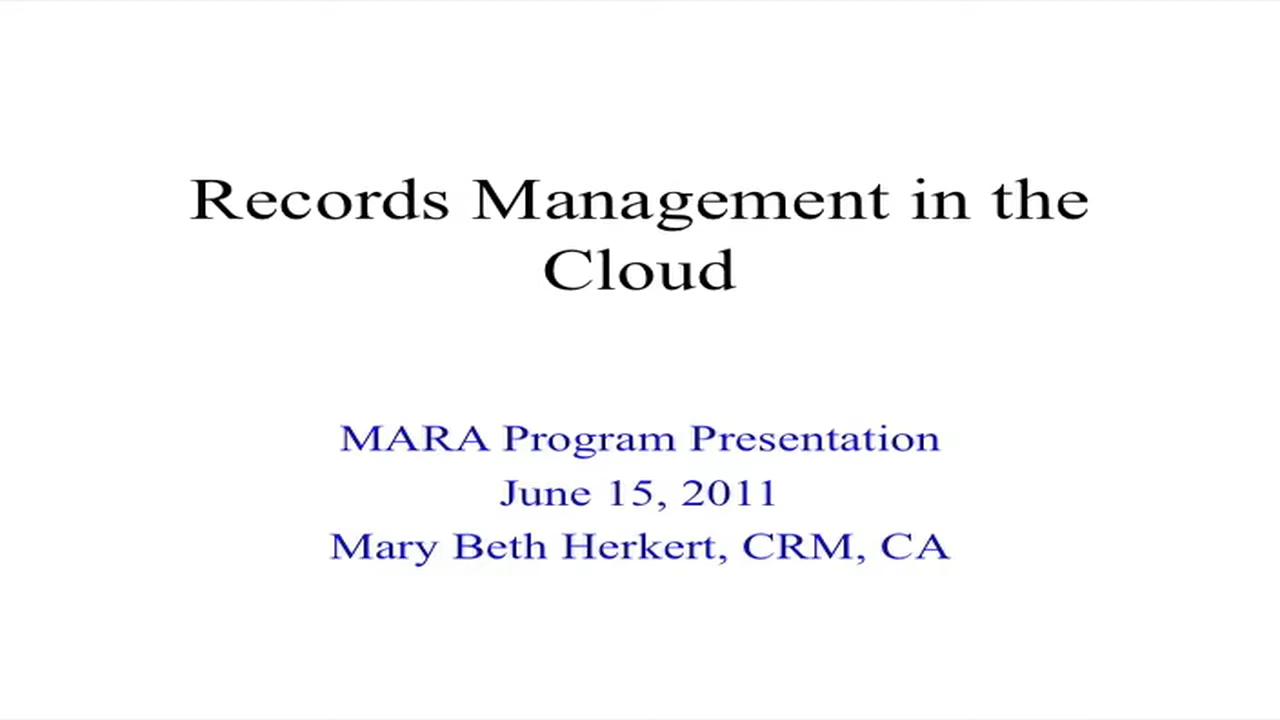 Records Management in the
Cloud
MARA Program Presentation
June 15, 2011
Mary Beth Herkert, CRM, CA